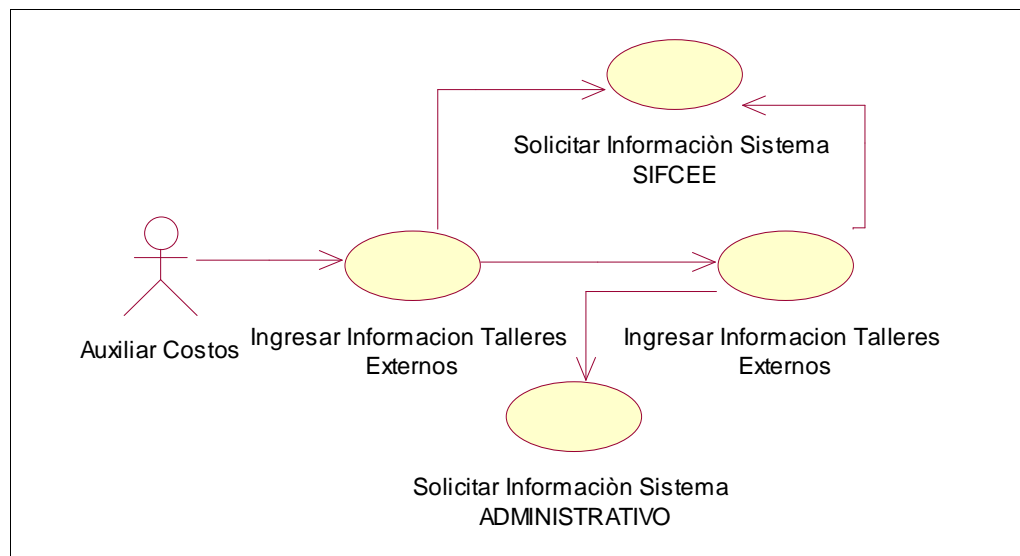 Solicitar Informaciòn Sistema
SIFCEE
Auxiliar Costos
Ingresar Informacion Talleres
Externos
Ingresar Informacion Talleres
Externos
Solicitar Informaciòn Sistema
ADMINISTRATIVO